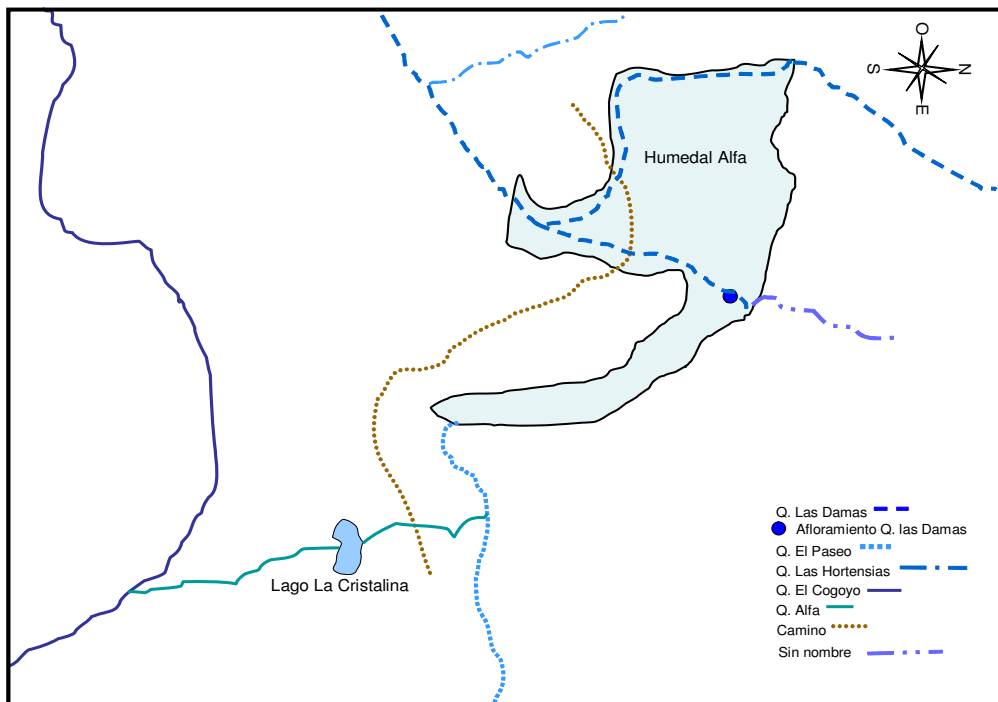 O
S
N
E
Humedal Alfa
Lago La Cristalina
Q. Las Damas
Afloramiento Q. las Damas
Q. El Paseo
Q. Las Hortensias
Q. El Cogoyo
Q. Alfa
Camino
Sin nombre